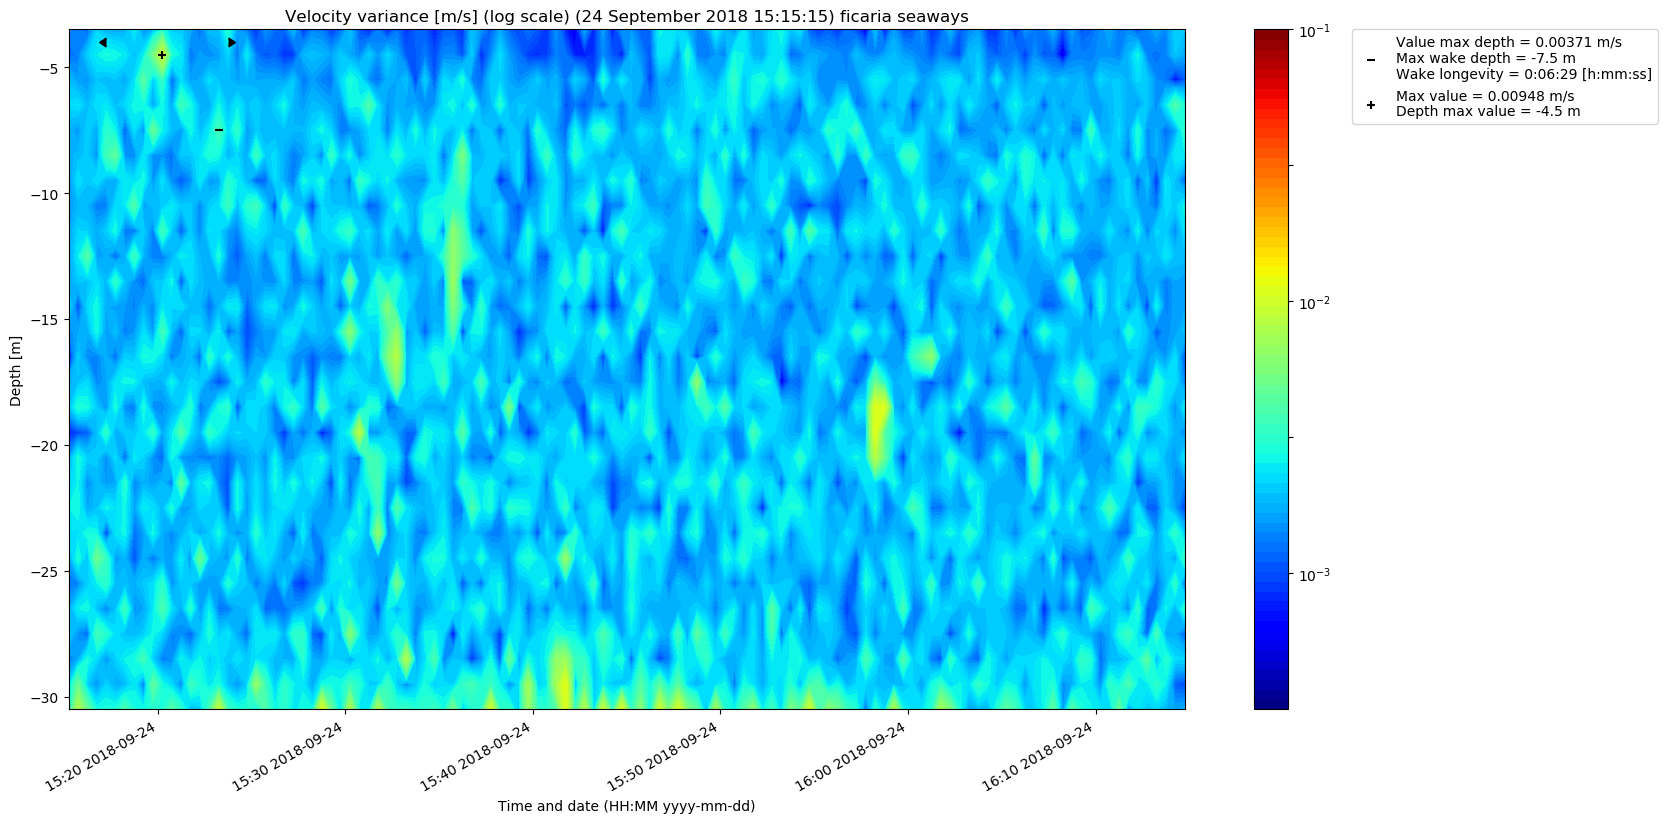 Velocity variance [m/s] (log scale) (24 September 2018 15:15:15) ficaria seaways
Depth [m]
−5
−10
−15
−20
−25
−30
15:20 2018-09-24
15:30 2018-09-24
15:40 2018-09-24
15:50 2018-09-24
16:00 2018-09-24
16:10 2018-09-24
Time and date (HH:MM yyyy-mm-dd)
10⁻¹
10⁻²
10⁻³
Value max depth = 0.00371 m/s
Max wake depth = -7.5 m
Wake longevity = 0:06:29 [h:mm:ss]
Max value = 0.00948 m/s
Depth max value = -4.5 m